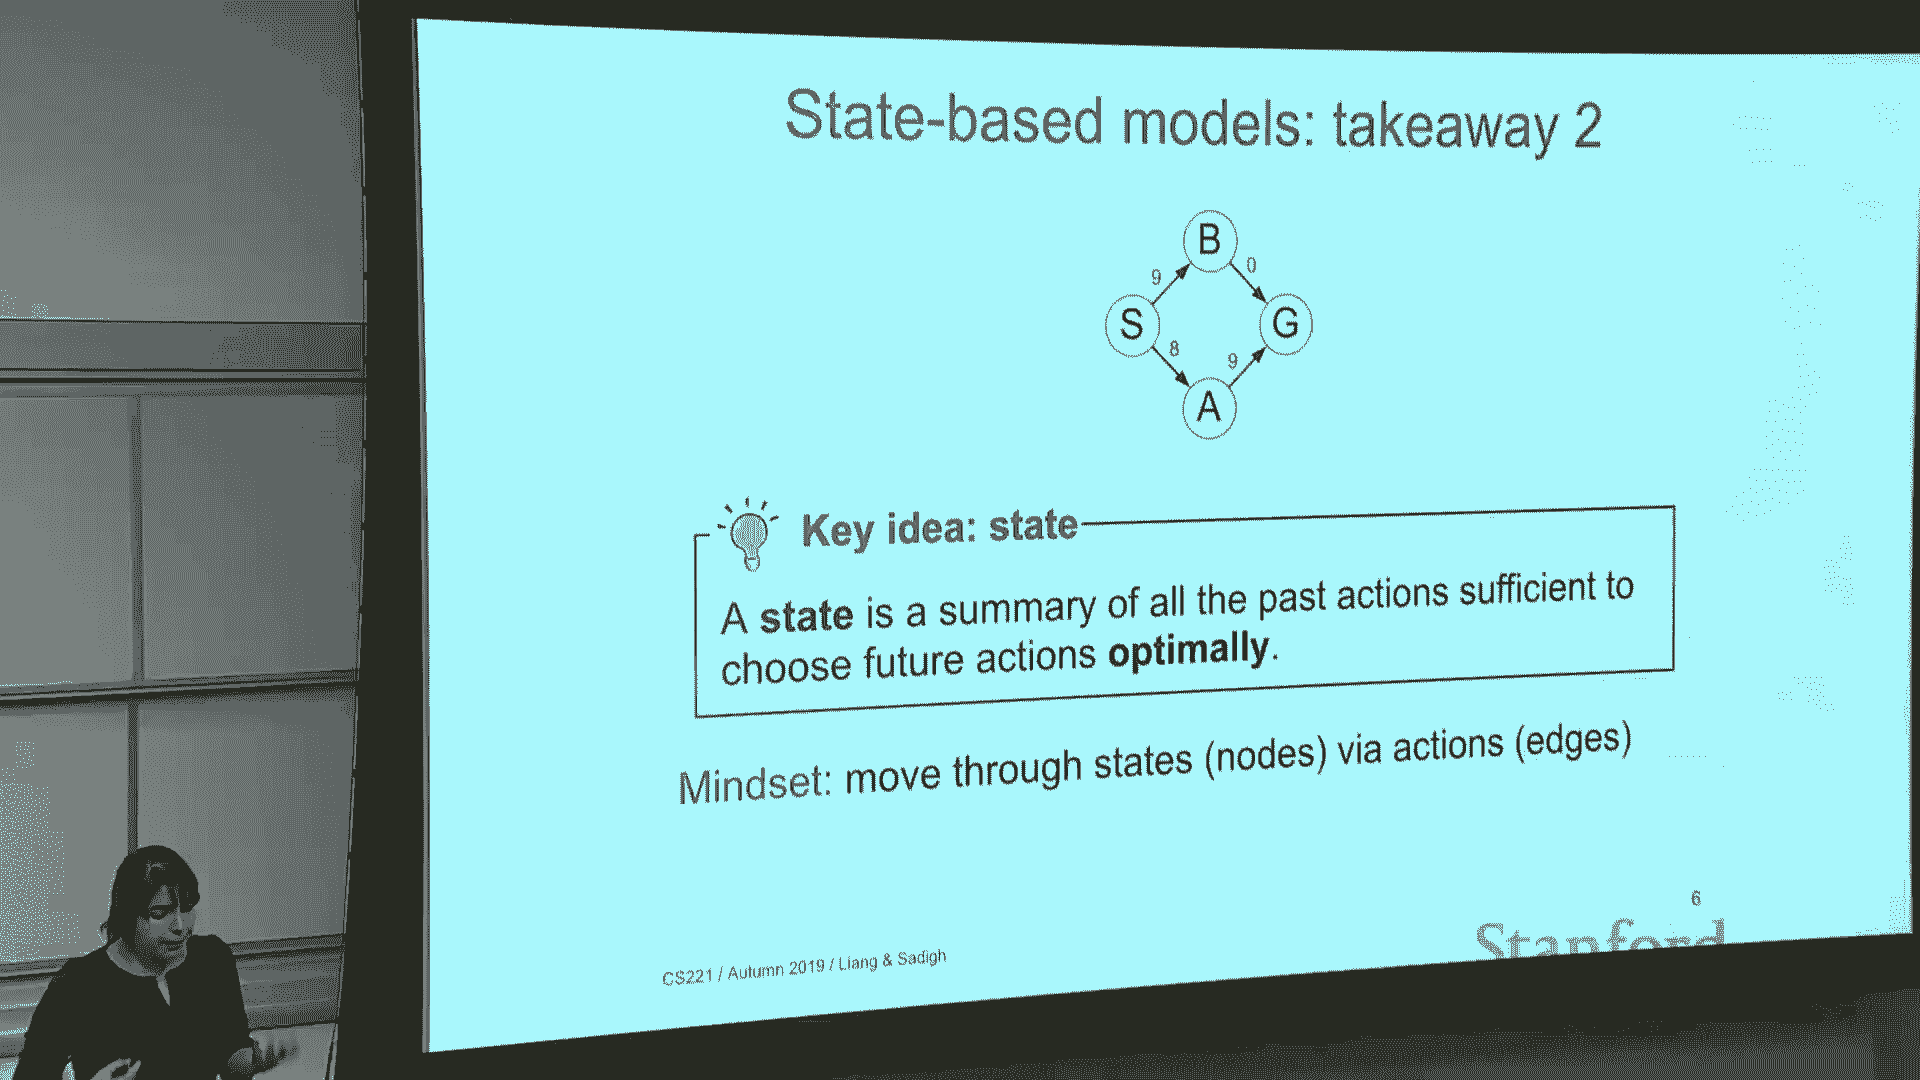 State-based models: takeaway 2
B
9
0
S
G
8
9
A
Key idea: state
A state is a summary of all the past actions sufficient to
choose future actions optimally.
Mindset: move through states (nodes) via actions (edges)
6
Stanford
CS221 / Autumn 2019 / Liang & Sadigh